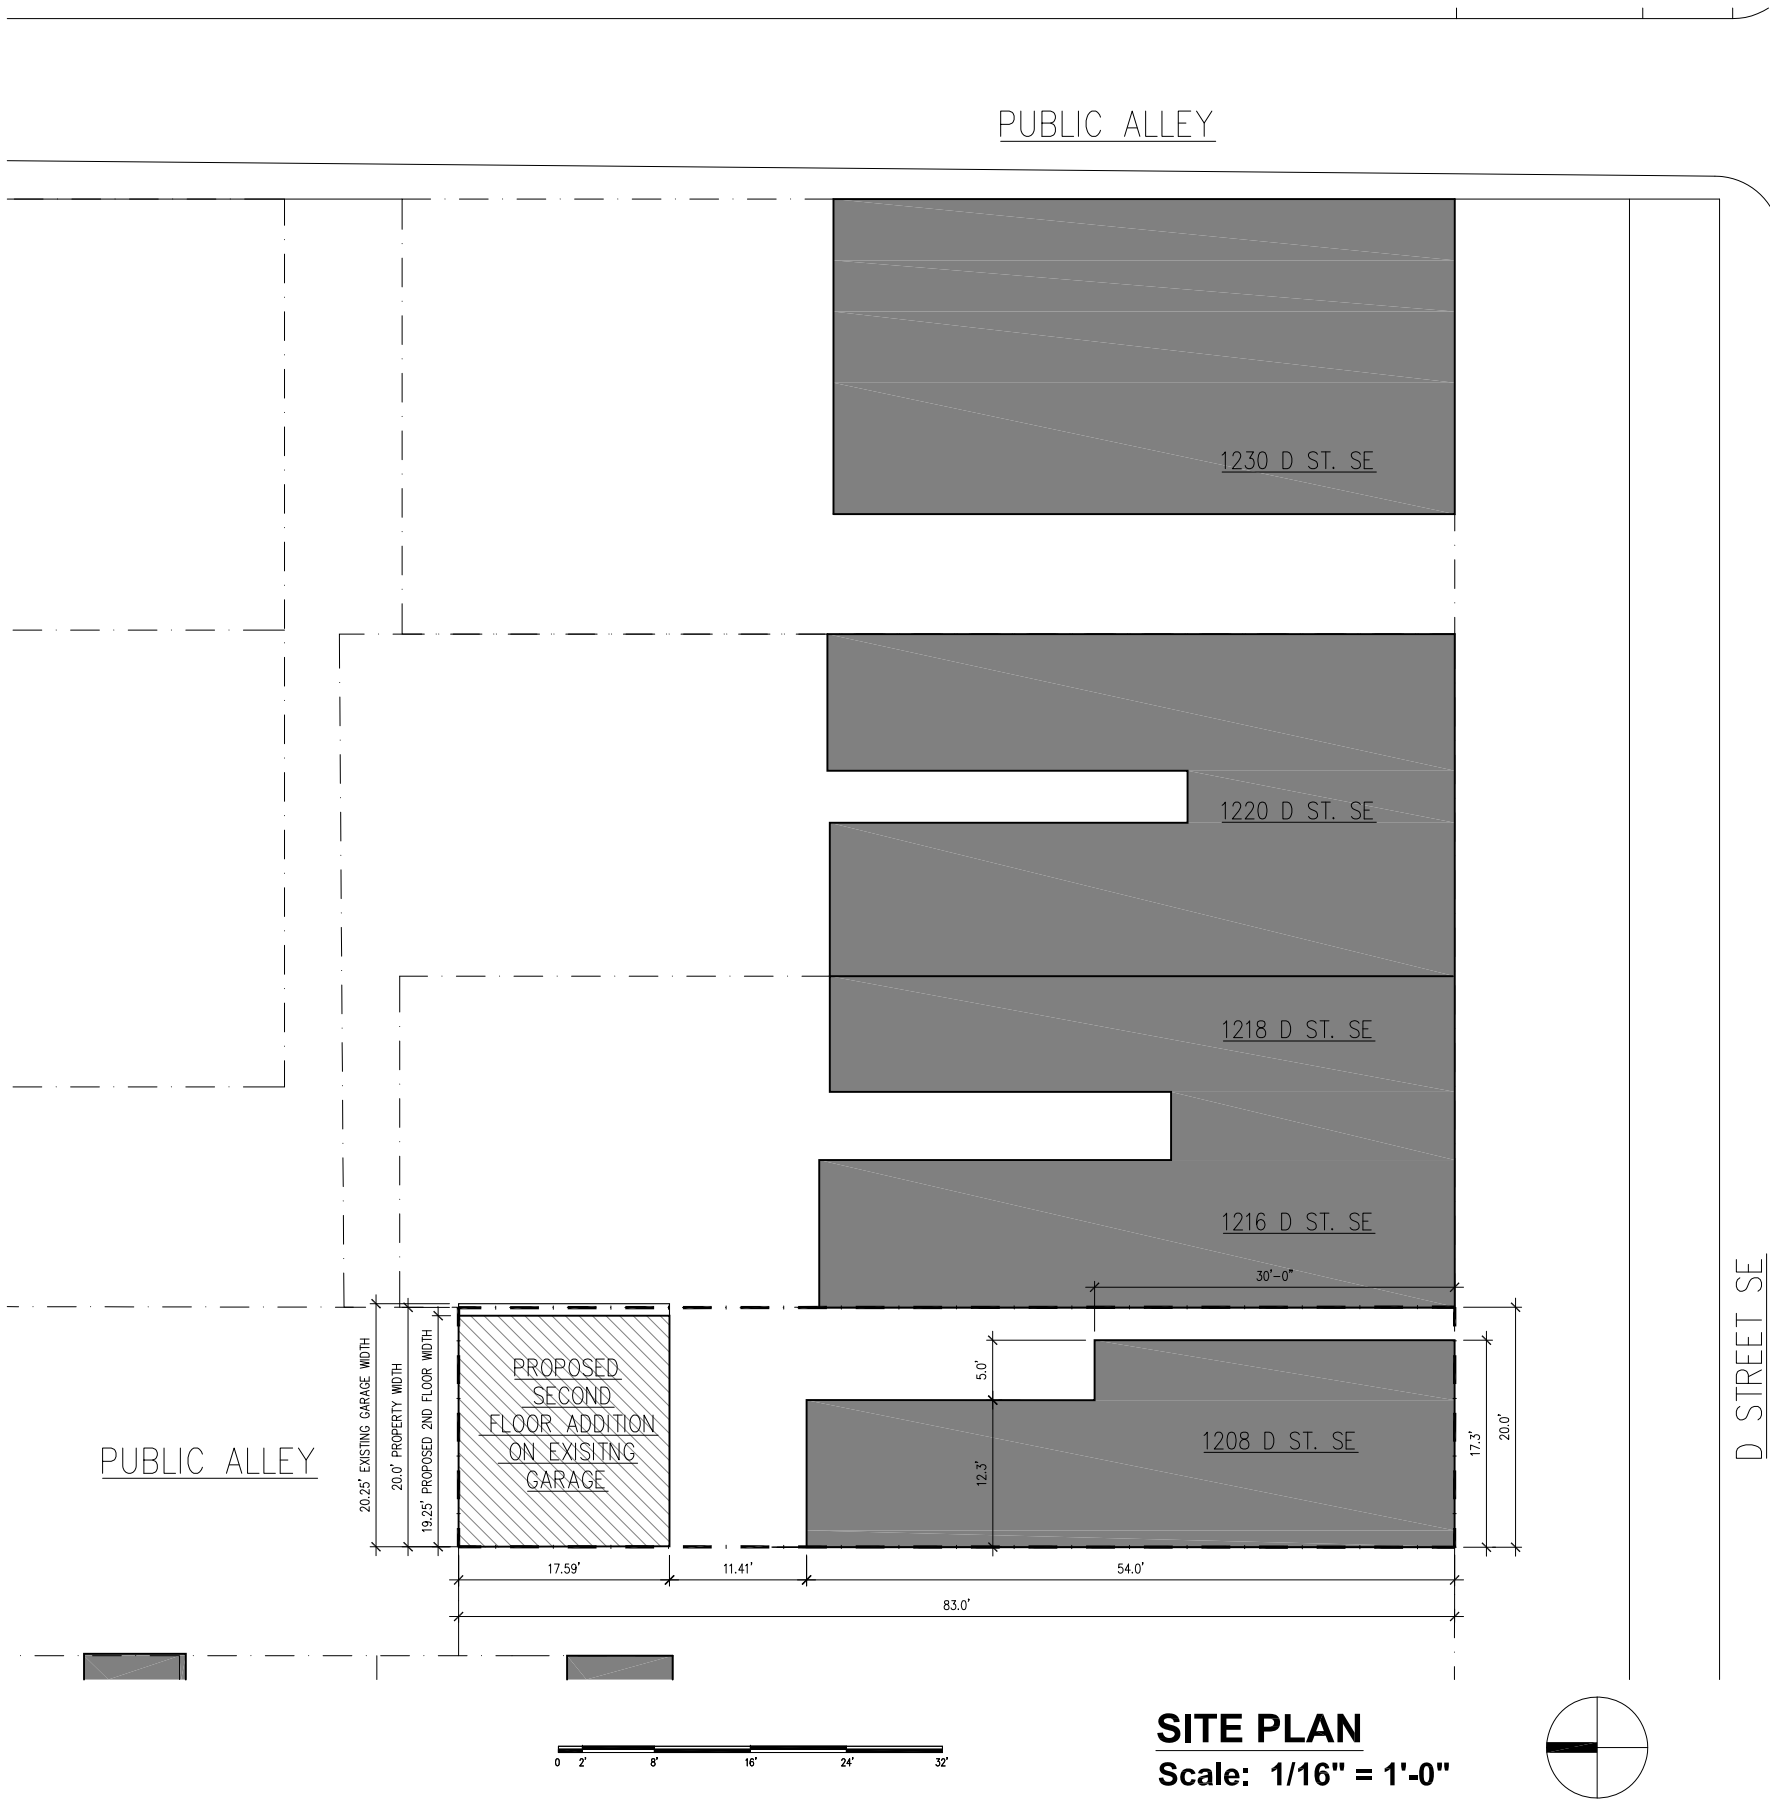 PUBLIC ALLEY
1230 D ST. SE
1220 D ST. SE
1218 D ST. SE
1216 D ST. SE
30'-0"
D STREET SE
20.25' EXISTING GARAGE WIDTH
20.0' PROPERTY WIDTH
19.25' PROPOSED 2ND FLOOR WIDTH
PROPOSED
SECOND
FLOOR ADDITION
ON EXISITNG
GARAGE
5.0'
12.3'
1208 D ST. SE
17.3'
20.0'
PUBLIC ALLEY
17.59'
11.41'
54.0'
83.0'
0 2' 8' 16' 24' 32'
SITE PLAN
Scale: 1/16" = 1'-0"